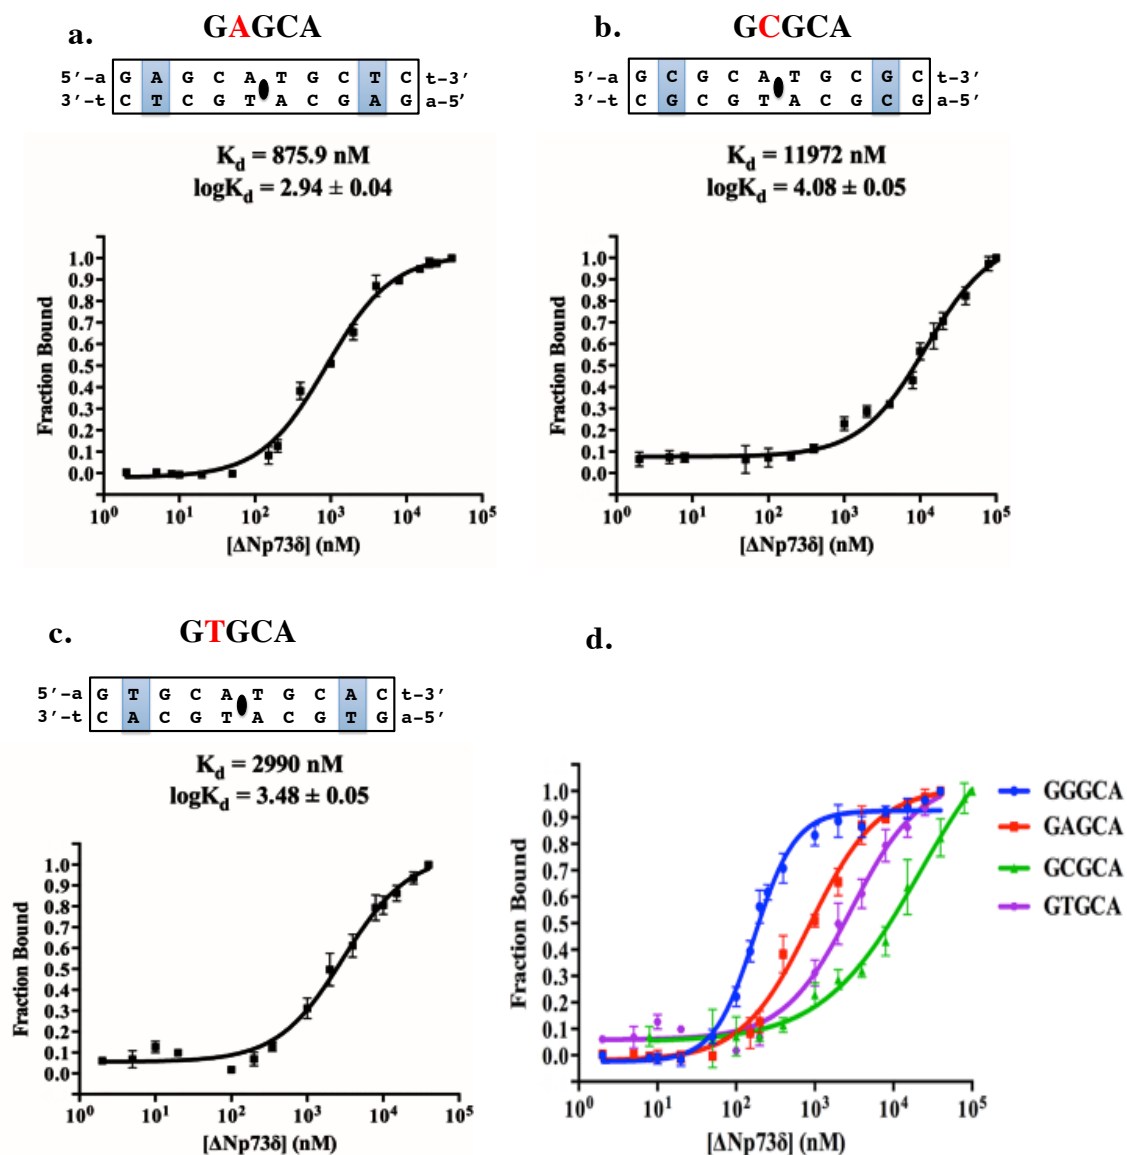 a.
GAGCA
5′-a G A G C A T G C T C t-3′
3′-t C T C G T A C G A G a-5′
Kd = 875.9 nM
logKd = 2.94 ± 0.04
Fraction Bound
1.0
0.9
0.8
0.7
0.6
0.5
0.4
0.3
0.2
0.1
0.0
10⁰ 10¹ 10² 10³ 10⁴ 10⁵
[ΔNp73δ] (nM)
b.
GCGCA
5′-a G C G C A T G C G C t-3′
3′-t C G C G T A C G C G a-5′
Kd = 11972 nM
logKd = 4.08 ± 0.05
Fraction Bound
1.0
0.9
0.8
0.7
0.6
0.5
0.4
0.3
0.2
0.1
0.0
10⁰ 10¹ 10² 10³ 10⁴ 10⁵
[ΔNp73δ] (nM)
c.
GTGCA
5′-a G T G C A T G C A C t-3′
3′-t C A C G T A C G T G a-5′
Kd = 2990 nM
logKd = 3.48 ± 0.05
Fraction Bound
1.0
0.9
0.8
0.7
0.6
0.5
0.4
0.3
0.2
0.1
0.0
10⁰ 10¹ 10² 10³ 10⁴ 10⁵
[ΔNp73δ] (nM)
d.
Fraction Bound
1.0
0.9
0.8
0.7
0.6
0.5
0.4
0.3
0.2
0.1
0.0
10⁰ 10¹ 10² 10³ 10⁴ 10⁵
[ΔNp73δ] (nM)
GGGCA
GAGCA
GCGCA
GTGCA